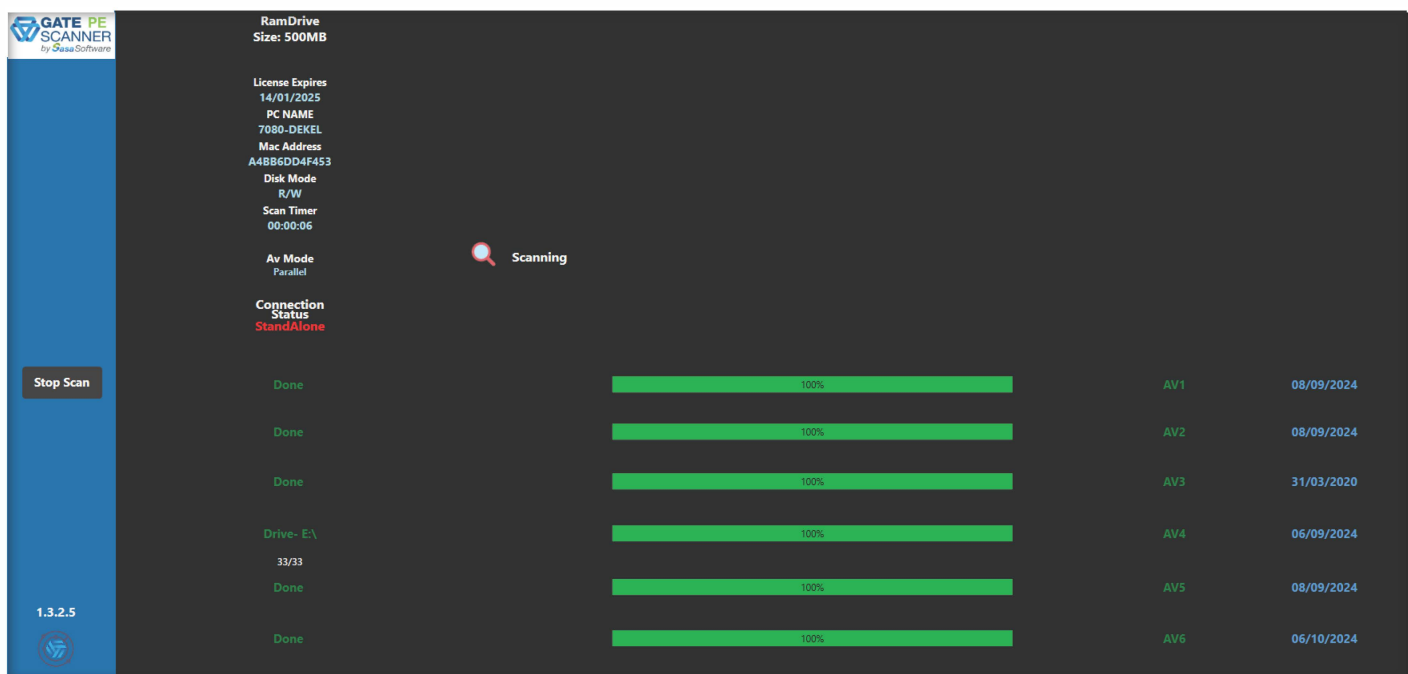 GATE PE
SCANNER
by SasaSoftware
RamDrive
Size: 500MB
License Expires
14/01/2025
PC NAME
7080-DEKEL
Mac Address
A4BB6DD4F453
Disk Mode
R/W
Scan Timer
00:00:06
Av Mode
Parallel
Scanning
Connection
Status
StandAlone
Stop Scan
Done 100% AV1 08/09/2024
Done 100% AV2 08/09/2024
Done 100% AV3 31/03/2020
Drive- E:\ 100% AV4 06/09/2024
33/33
Done 100% AV5 08/09/2024
1.3.2.5
Done 100% AV6 06/10/2024